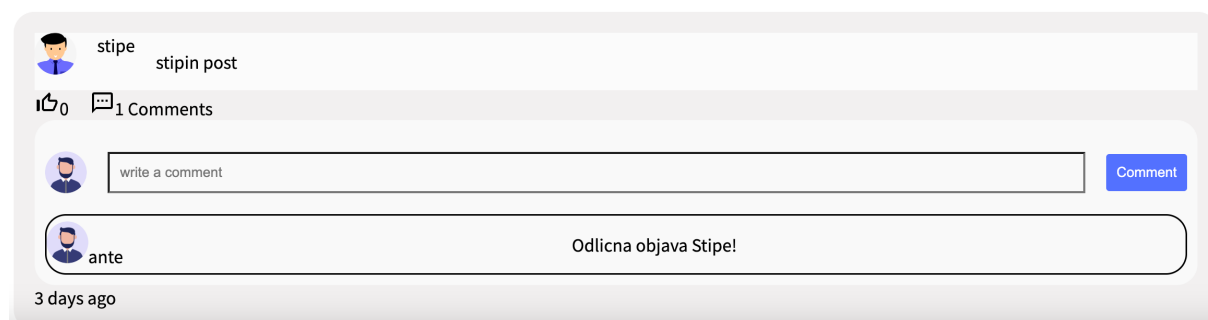 stipe
stipin post
0 1 Comments
write a comment Comment
ante Odlicna objava Stipe!
3 days ago